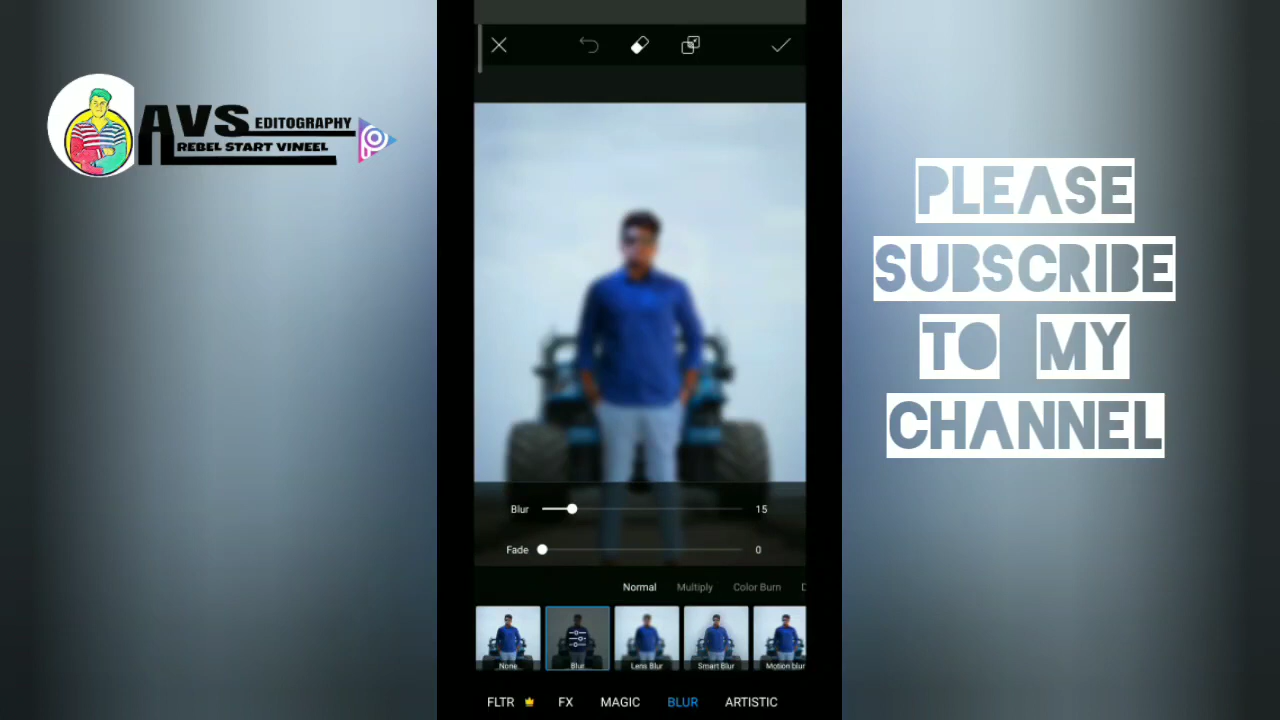 AVS EDITOGRAPHY
REBEL START VINEEL
PLEASE
SUBSCRIBE
TO MY
CHANNEL
Blur 15
Fade 0
Normal Multiply Color Burn D
None Blur Lens Blur Smart Blur Motion blur
FLTR FX MAGIC BLUR ARTISTIC